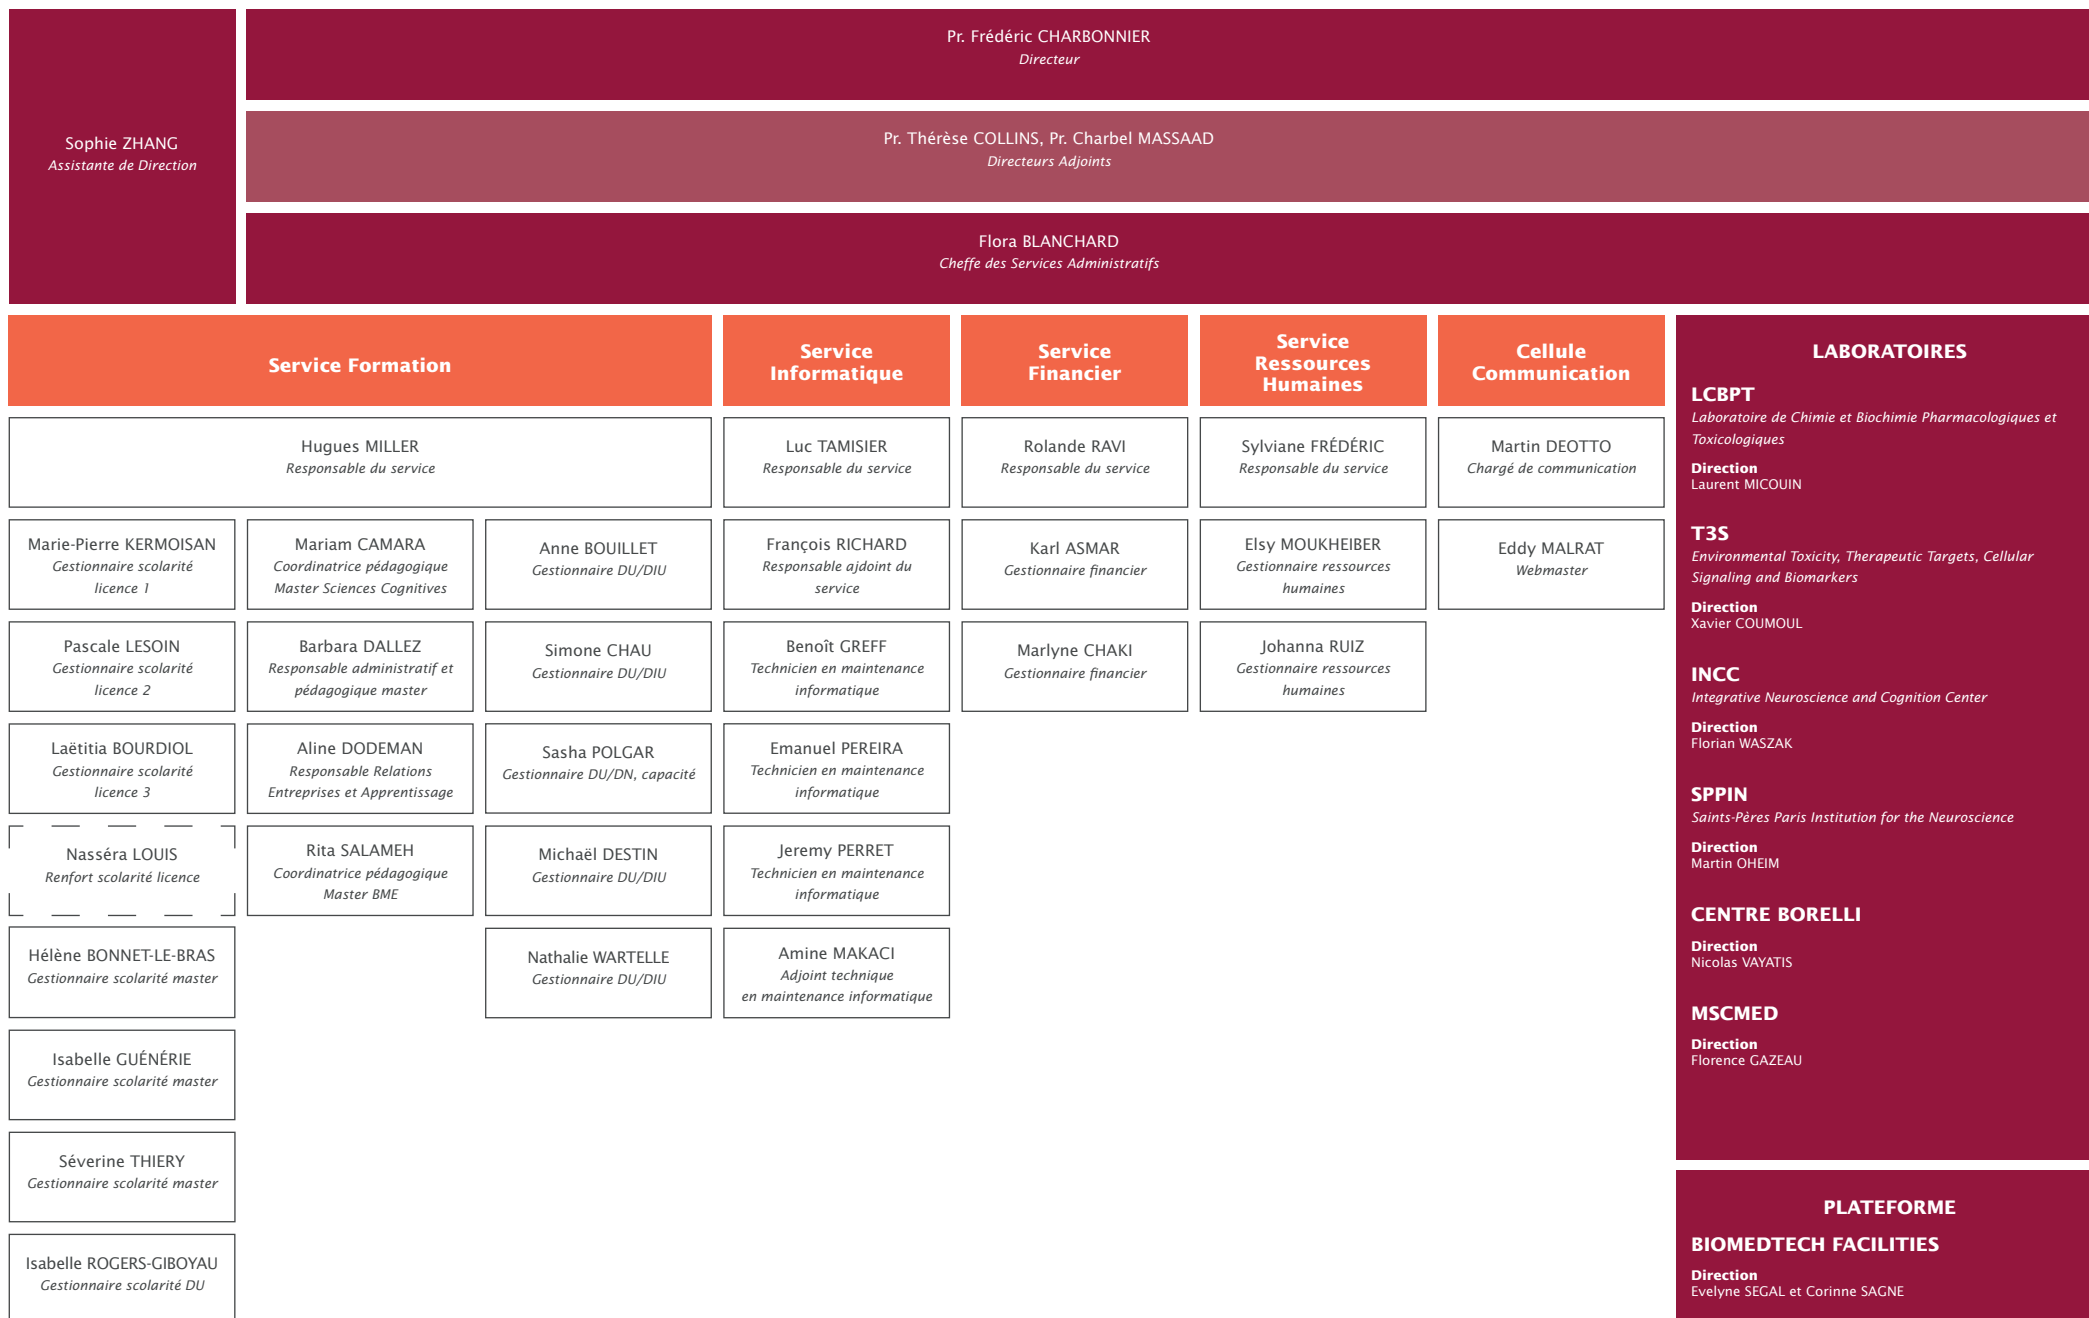 Sophie ZHANG
Assistante de Direction
Pr. Frédéric CHARBONNIER
Directeur
Pr. Thérèse COLLINS, Pr. Charbel MASSAAD
Directeurs Adjoints
Flora BLANCHARD
Cheffe des Services Administratifs
Service Formation
Hugues MILLER
Responsable du service
Marie-Pierre KERMOISAN
Gestionnaire scolarité
licence 1
Pascale LESOIN
Gestionnaire scolarité
licence 2
Laëtitia BOURDIOL
Gestionnaire scolarité
licence 3
Nasséra LOUIS
Renfort scolarité licence
Hélène BONNET-LE-BRAS
Gestionnaire scolarité master
Isabelle GUÉNÉRIE
Gestionnaire scolarité master
Séverine THIERY
Gestionnaire scolarité master
Isabelle ROGERS-GIBOYAU
Gestionnaire scolarité DU
Mariam CAMARA
Coordinatrice pédagogique
Master Sciences Cognitives
Barbara DALLEZ
Responsable administratif et
pédagogique master
Aline DODEMAN
Responsable Relations
Entreprises et Apprentissage
Rita SALAMEH
Coordinatrice pédagogique
Master BME
Anne BOUILLET
Gestionnaire DU/DIU
Simone CHAU
Gestionnaire DU/DIU
Sasha POLGAR
Gestionnaire DU/DN, capacité
Michaël DESTIN
Gestionnaire DU/DIU
Nathalie WARTELLE
Gestionnaire DU/DIU
Service
Informatique
Luc TAMISIER
Responsable du service
François RICHARD
Responsable ajdoint du
service
Benoît GREFF
Technicien en maintenance
informatique
Emanuel PEREIRA
Technicien en maintenance
informatique
Jeremy PERRET
Technicien en maintenance
informatique
Amine MAKACI
Adjoint technique
en maintenance informatique
Service
Financier
Rolande RAVI
Responsable du service
Karl ASMAR
Gestionnaire financier
Marlyne CHAKI
Gestionnaire financier
Service
Ressources
Humaines
Sylviane FRÉDÉRIC
Responsable du service
Elsy MOUKHEIBER
Gestionnaire ressources
humaines
Johanna RUIZ
Gestionnaire ressources
humaines
Cellule
Communication
Martin DEOTTO
Chargé de communication
Eddy MALRAT
Webmaster
LABORATOIRES
LCBPT
Laboratoire de Chimie et Biochimie Pharmacologiques et
Toxicologiques
Direction
Laurent MICOUIN
T3S
Environmental Toxicity, Therapeutic Targets, Cellular
Signaling and Biomarkers
Direction
Xavier COUMOUL
INCC
Integrative Neuroscience and Cognition Center
Direction
Florian WASZAK
SPPIN
Saints-Pères Paris Institution for the Neuroscience
Direction
Martin OHEIM
CENTRE BORELLI
Direction
Nicolas VAYATIS
MSCMED
Direction
Florence GAZEAU
PLATEFORME
BIOMEDTECH FACILITIES
Direction
Evelyne SEGAL et Corinne SAGNE